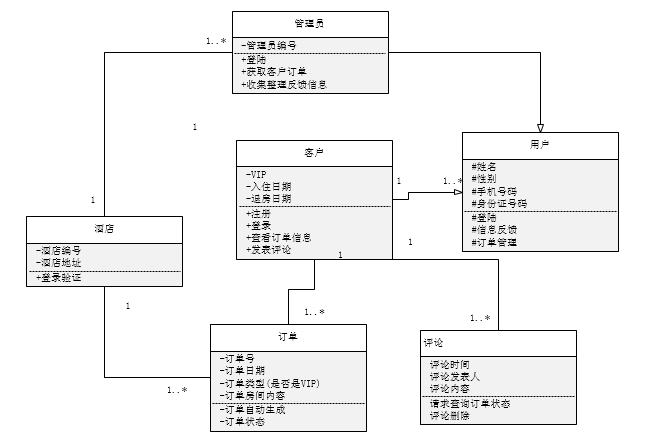 管理员
-管理员编号
+登陆
+获取客户订单
+收集整理反馈信息
1..*
1
客户
-VIP
-入住日期
-退房日期
+注册
+登录
+查看订单信息
+发表评论
用户
#姓名
#性别
#手机号码
#身份证号码
#登陆
#信息反馈
#订单管理
1
1..*
1
酒店
-酒店编号
-酒店地址
+登录验证
1
1
1
1..*
1..*
1..*
订单
-订单号
-订单日期
-订单类型(是否是VIP)
-订单房间内容
-订单自动生成
-订单状态
评论
评论时间
评论发表人
评论内容
请求查询订单状态
评论删除